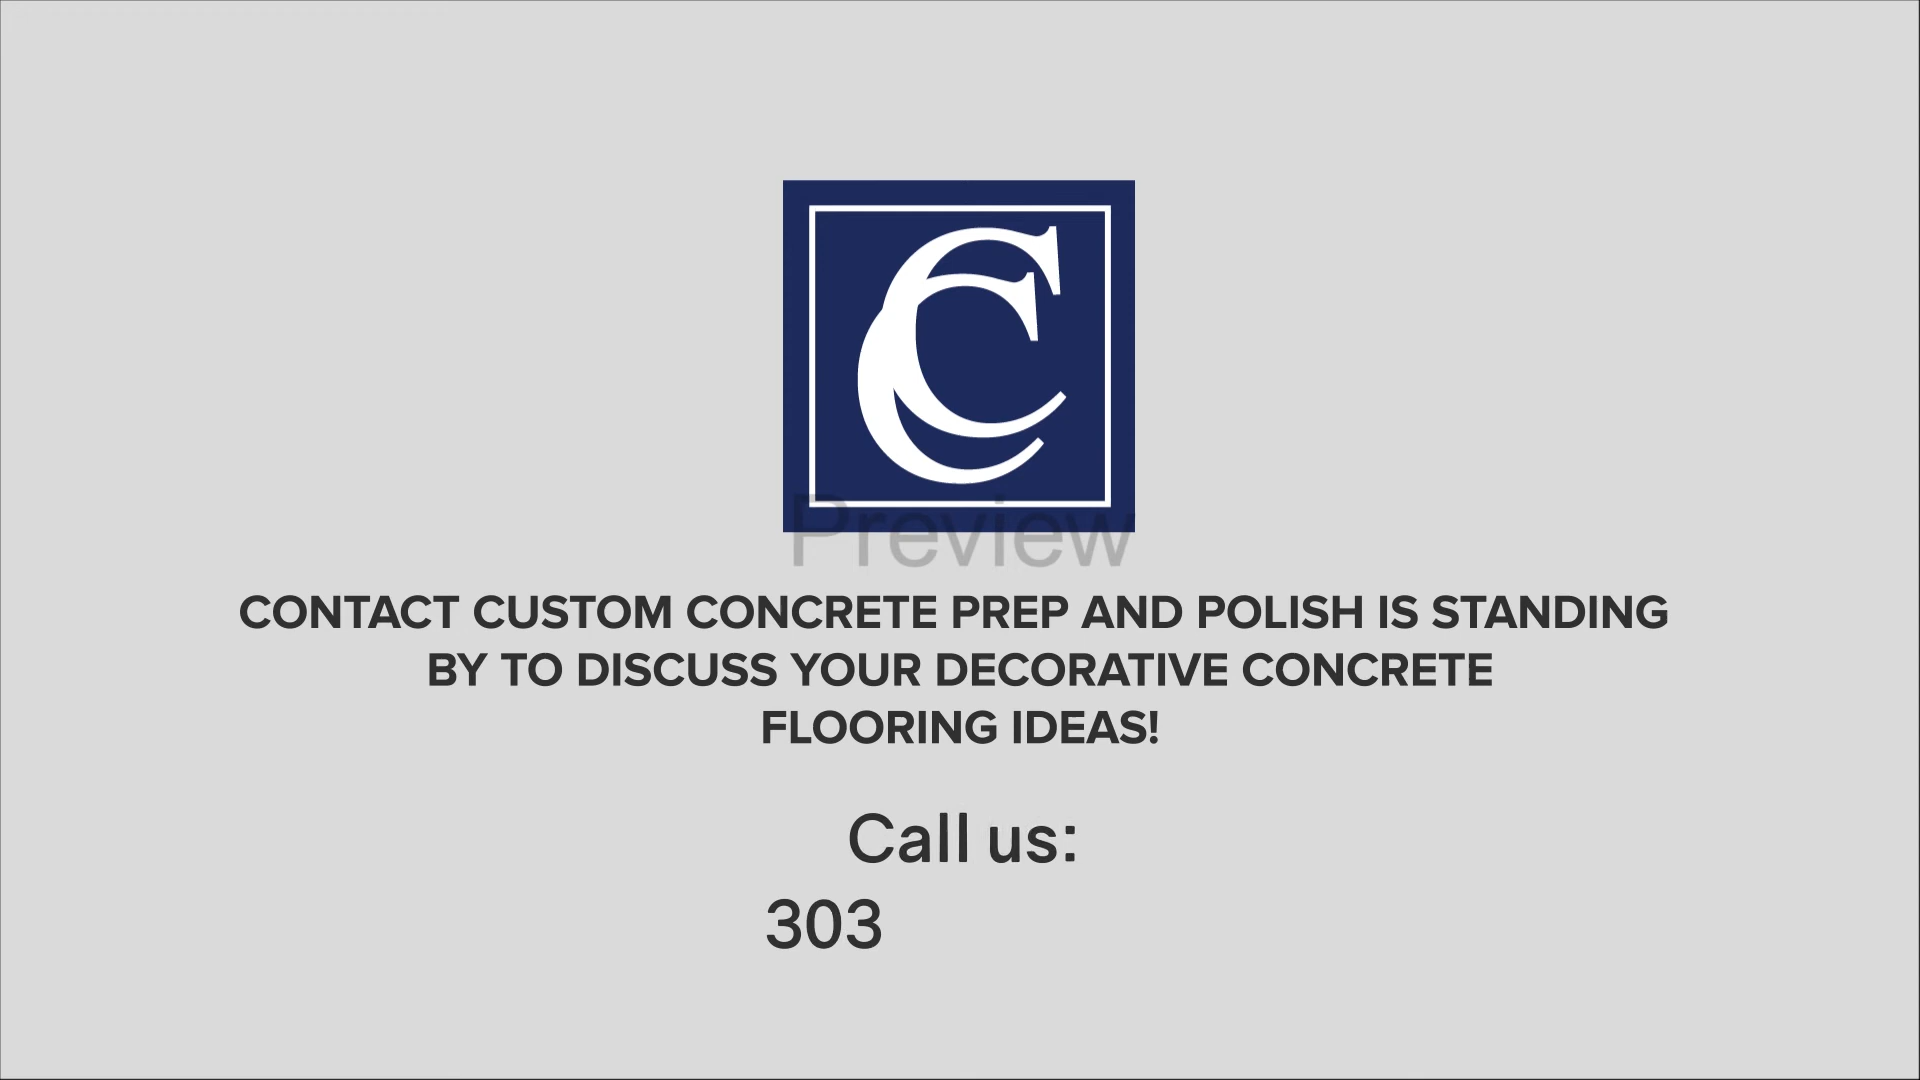 CC
Preview
CONTACT CUSTOM CONCRETE PREP AND POLISH IS STANDING
BY TO DISCUSS YOUR DECORATIVE CONCRETE
FLOORING IDEAS!
Call us:
303